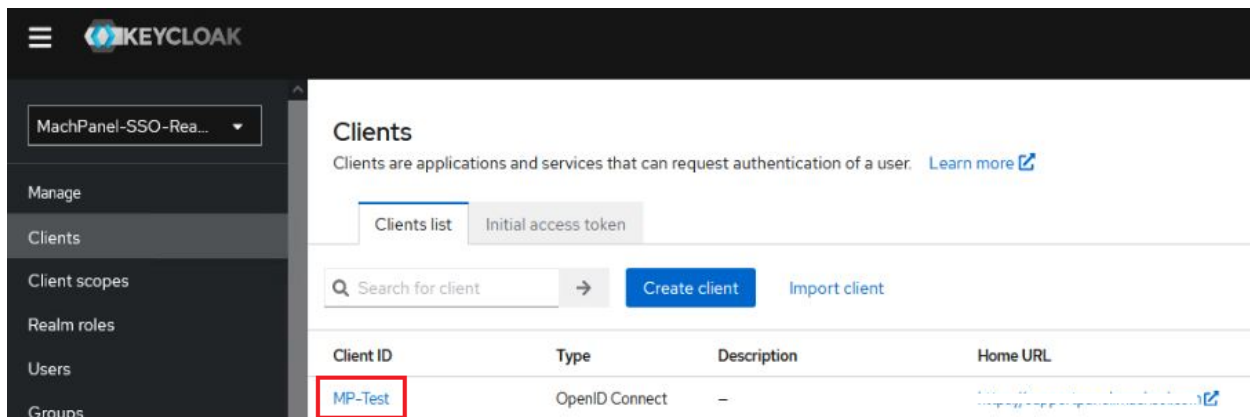 KEYCLOAK
MachPanel-SSO-Rea...
Manage
Clients
Client scopes
Realm roles
Users
Groups
Clients
Clients are applications and services that can request authentication of a user. Learn more
Clients list Initial access token
Search for client Create client Import client
Client ID Type Description Home URL
MP-Test OpenID Connect –